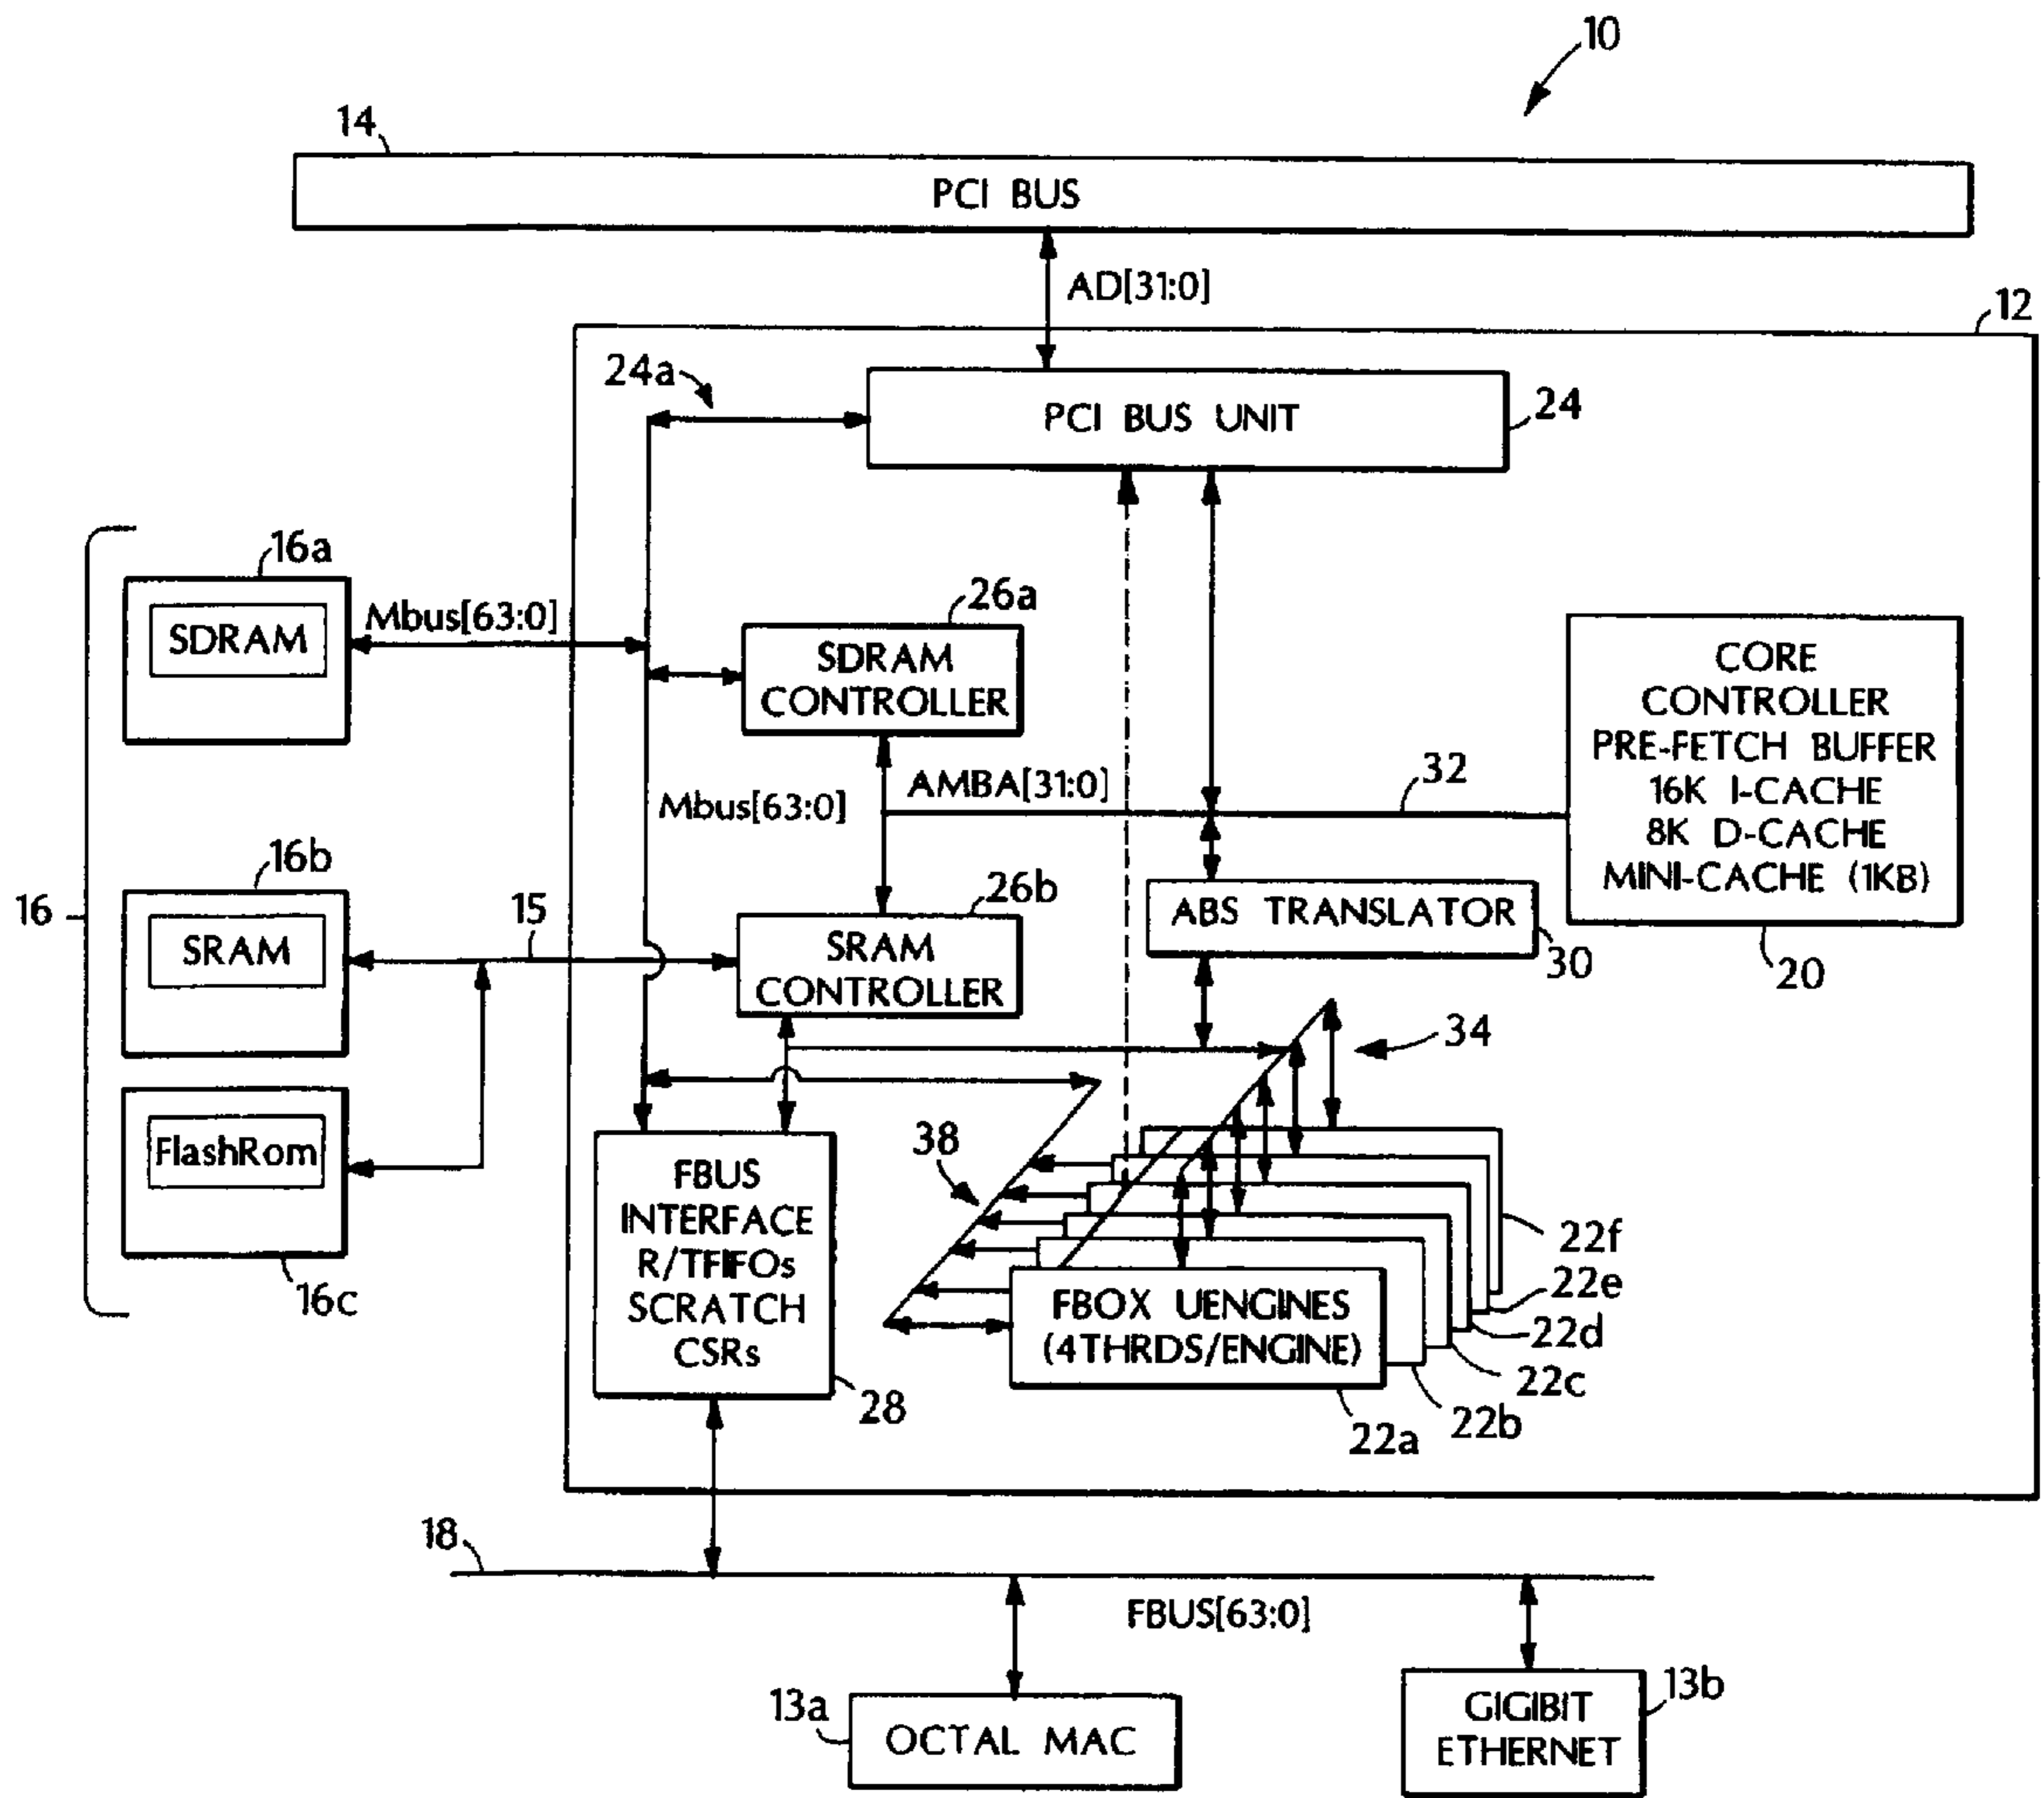 10
14
PCI BUS
AD[31:0]
12
24a
PCI BUS UNIT
24
16a
SDRAM
Mbus[63:0]
26a
SDRAM
CONTROLLER
CORE
CONTROLLER
PRE-FETCH BUFFER
16K I-CACHE
8K D-CACHE
MINI-CACHE (1KB)
20
Mbus[63:0]
AMBA[31:0]
32
16
16b
SRAM
15
26b
SRAM
CONTROLLER
ABS TRANSLATOR
30
34
FlashRom
16c
38
FBUS
INTERFACE
R/TFIFOs
SCRATCH
CSRs
28
FBOX UENGINES
(4THRDS/ENGINE)
22f
22e
22d
22c
22b
22a
18
FBUS[63:0]
13a
OCTAL MAC
GIGIBIT
ETHERNET
13b